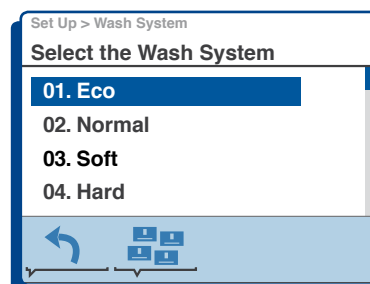 Set Up > Wash System
Select the Wash System
01. Eco
02. Normal
03. Soft
04. Hard